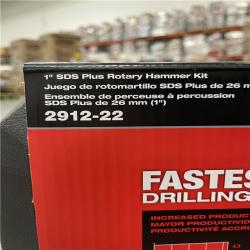 1" SDS Plus Rotary Hammer Kit
Juego de rotomartillo SDS Plus de 26 mm
Ensemble de perceuse à percussion
SDS Plus de 26 mm (1")
2912-22
FASTES
DRILLING
INCREASED PRODUC
MAYOR PRODUCTIVID
PRODUCTIVITÉ ACCR